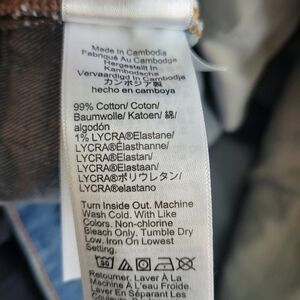 Made In Cambodia
Fabriqué Au Cambodge
Hergestellt In
Kambodscha
Vervaardigd In Cambodja
カンボジア製
hecho en camboya
99% Cotton/ Coton/
Baumwolle/ Katoen/ 綿/
algodón
1% LYCRA®Elastane/
LYCRA®Élasthanne/
LYCRA®Elastan/
LYCRA®Elastaan/
LYCRA®ポリウレタン/
LYCRA®elastano
Turn Inside Out. Machine
Wash Cold. With Like
Colors. Non-chlorine
Bleach Only. Tumble Dry
Low. Iron On Lowest
Setting.
30
Retourner. Laver À La
Machine À L'eau Froide.
Laver En Séparant Les